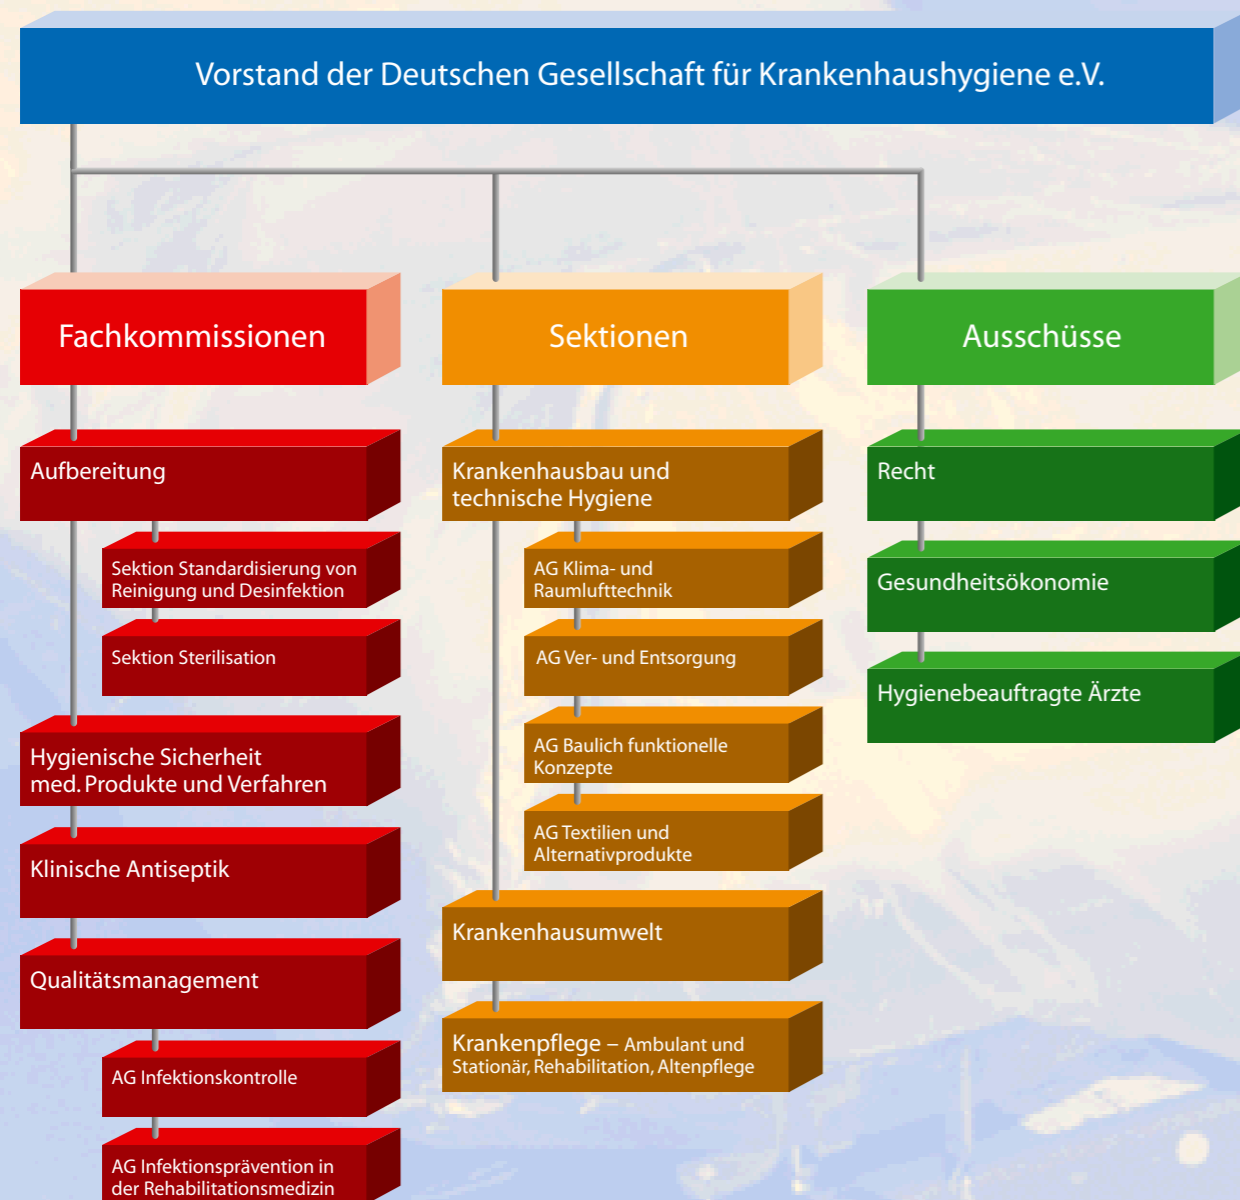 Vorstand der Deutschen Gesellschaft für Krankenhaushygiene e.V.
Fachkommissionen
Aufbereitung
Sektion Standardisierung von
Reinigung und Desinfektion
Sektion Sterilisation
Hygienische Sicherheit
med. Produkte und Verfahren
Klinische Antiseptik
Qualitätsmanagement
AG Infektionskontrolle
AG Infektionsprävention in
der Rehabilitationsmedizin
Sektionen
Krankenhausbau und
technische Hygiene
AG Klima- und
Raumlufttechnik
AG Ver- und Entsorgung
AG Baulich funktionelle
Konzepte
AG Textilien und
Alternativprodukte
Krankenhausumwelt
Krankenpflege – Ambulant und
Stationär, Rehabilitation, Altenpflege
Ausschüsse
Recht
Gesundheitsökonomie
Hygienebeauftragte Ärzte